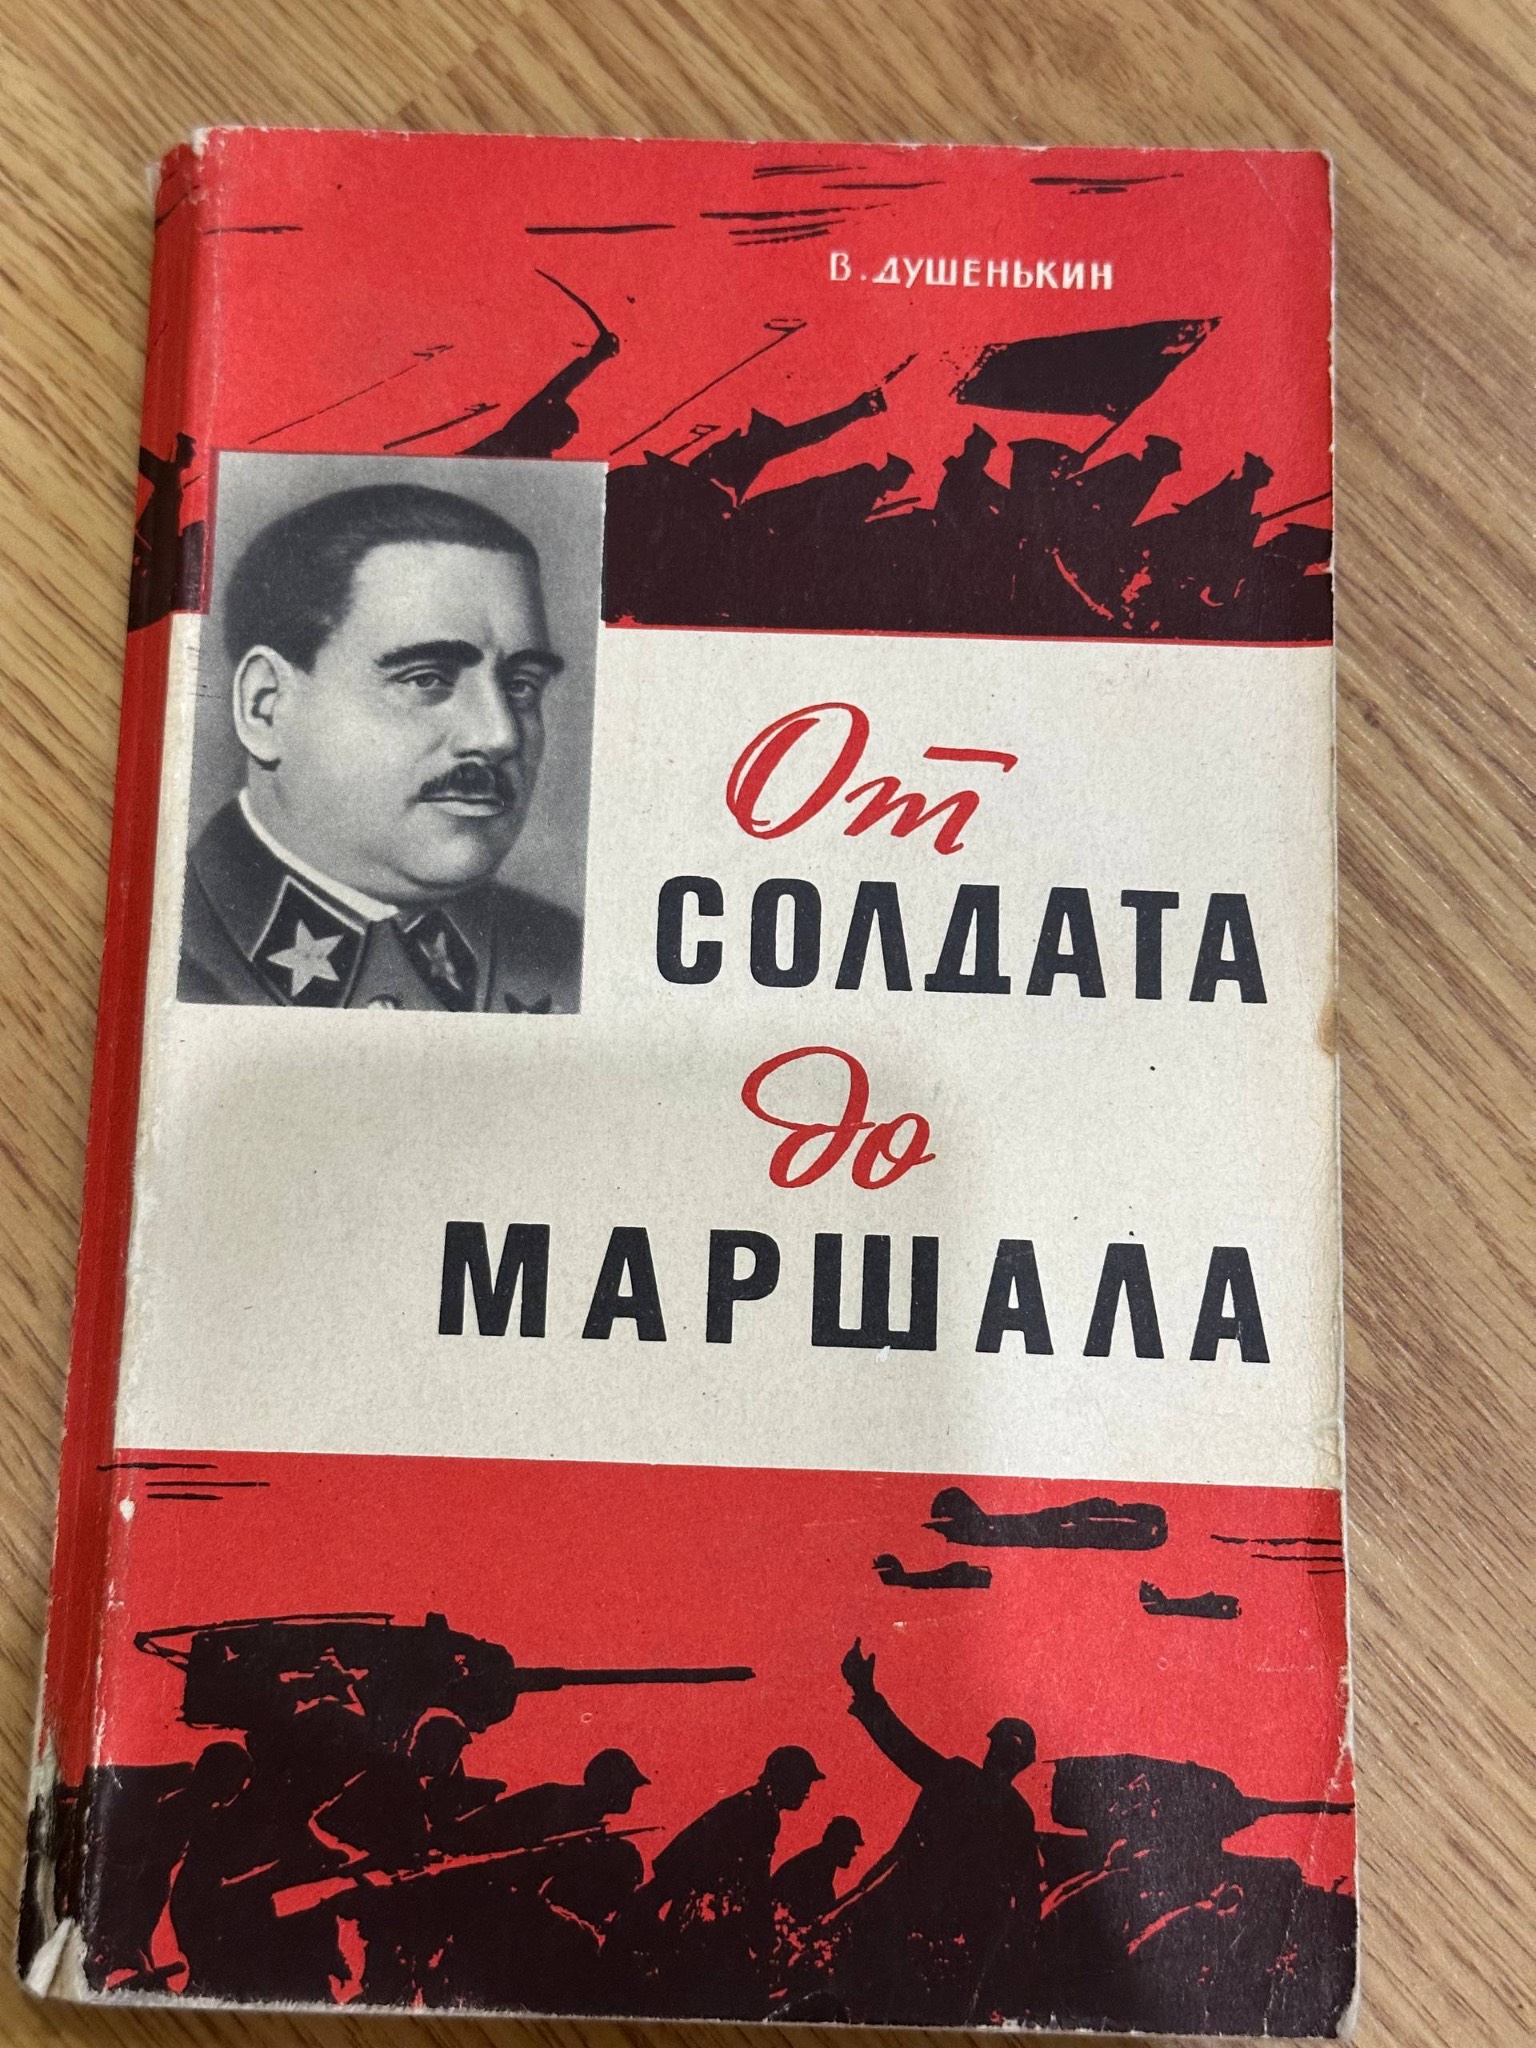 В. ДУШЕНЬКИН
От
СОЛДАТА
до
МАРШАЛА